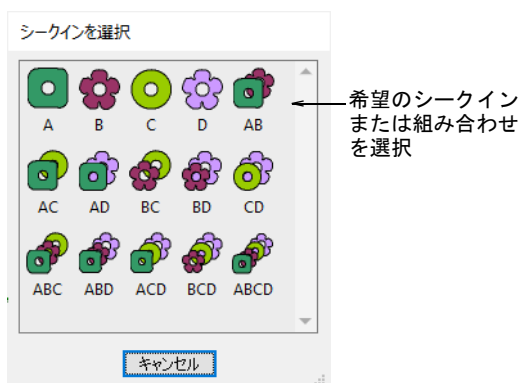 シークインを選択
希望のシークイン
または組み合わせ
を選択
A B C D AB
AC AD BC BD CD
ABC ABD ACD BCD ABCD
キャンセル